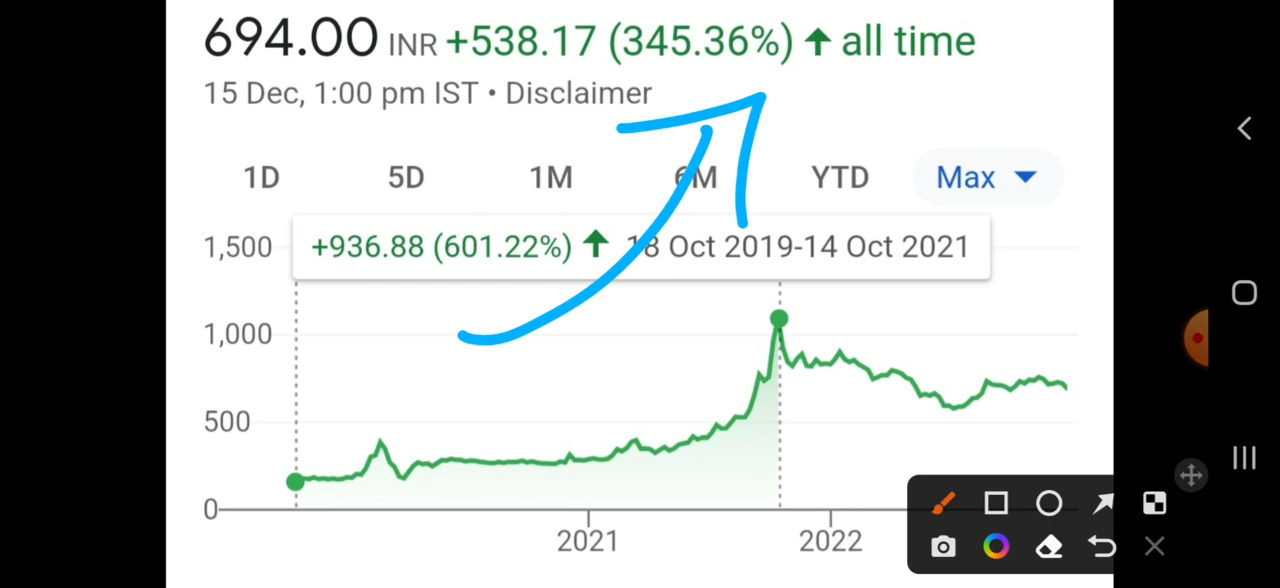 694.00 INR +538.17 (345.36%) ↑ all time
15 Dec, 1:00 pm IST • Disclaimer
1D 5D 1M 6M YTD Max
+936.88 (601.22%) ↑ 18 Oct 2019-14 Oct 2021
1,500
1,000
500
0
2021 2022